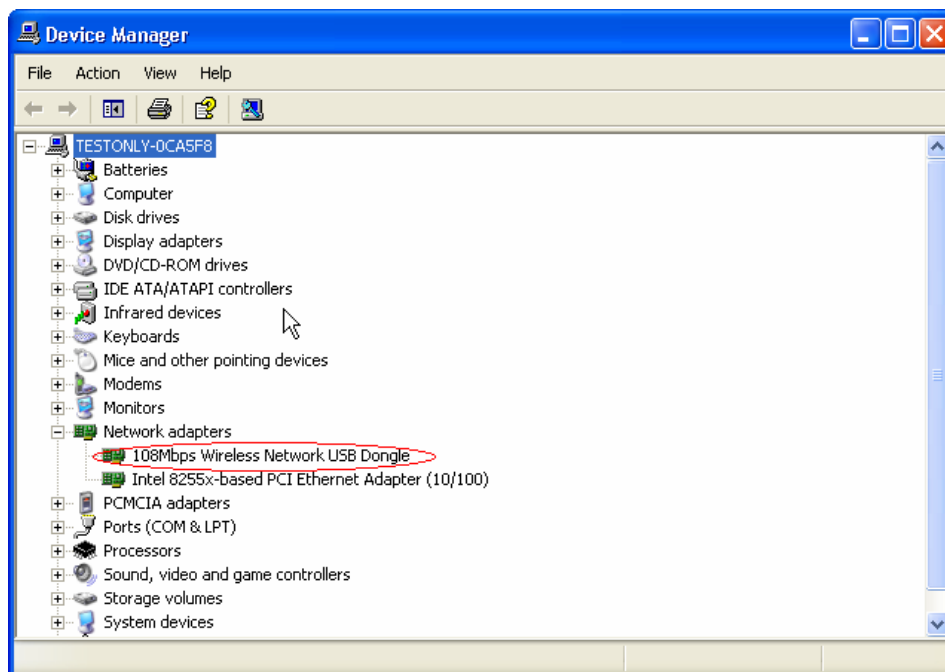 Device Manager
File Action View Help
TESTONLY-0CA5F8
Batteries
Computer
Disk drives
Display adapters
DVD/CD-ROM drives
IDE ATA/ATAPI controllers
Infrared devices
Keyboards
Mice and other pointing devices
Modems
Monitors
Network adapters
108Mbps Wireless Network USB Dongle
Intel 8255x-based PCI Ethernet Adapter (10/100)
PCMCIA adapters
Ports (COM & LPT)
Processors
Sound, video and game controllers
Storage volumes
System devices